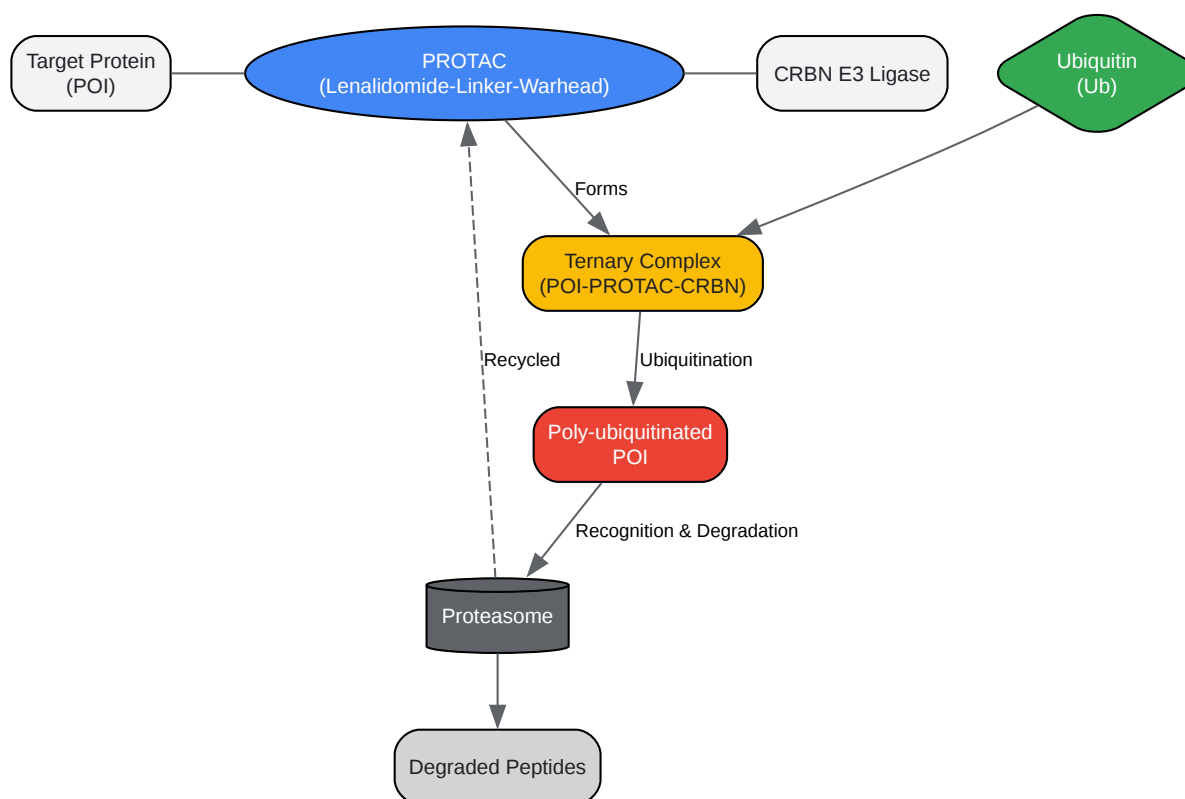 Target Protein
(POI)
PROTAC
(Lenalidomide-Linker-Warhead)
CRBN E3 Ligase
Ubiquitin
(Ub)
Forms
Ternary Complex
(POI-PROTAC-CRBN)
Recycled
Ubiquitination
Poly-ubiquitinated
POI
Recognition & Degradation
Proteasome
Degraded Peptides